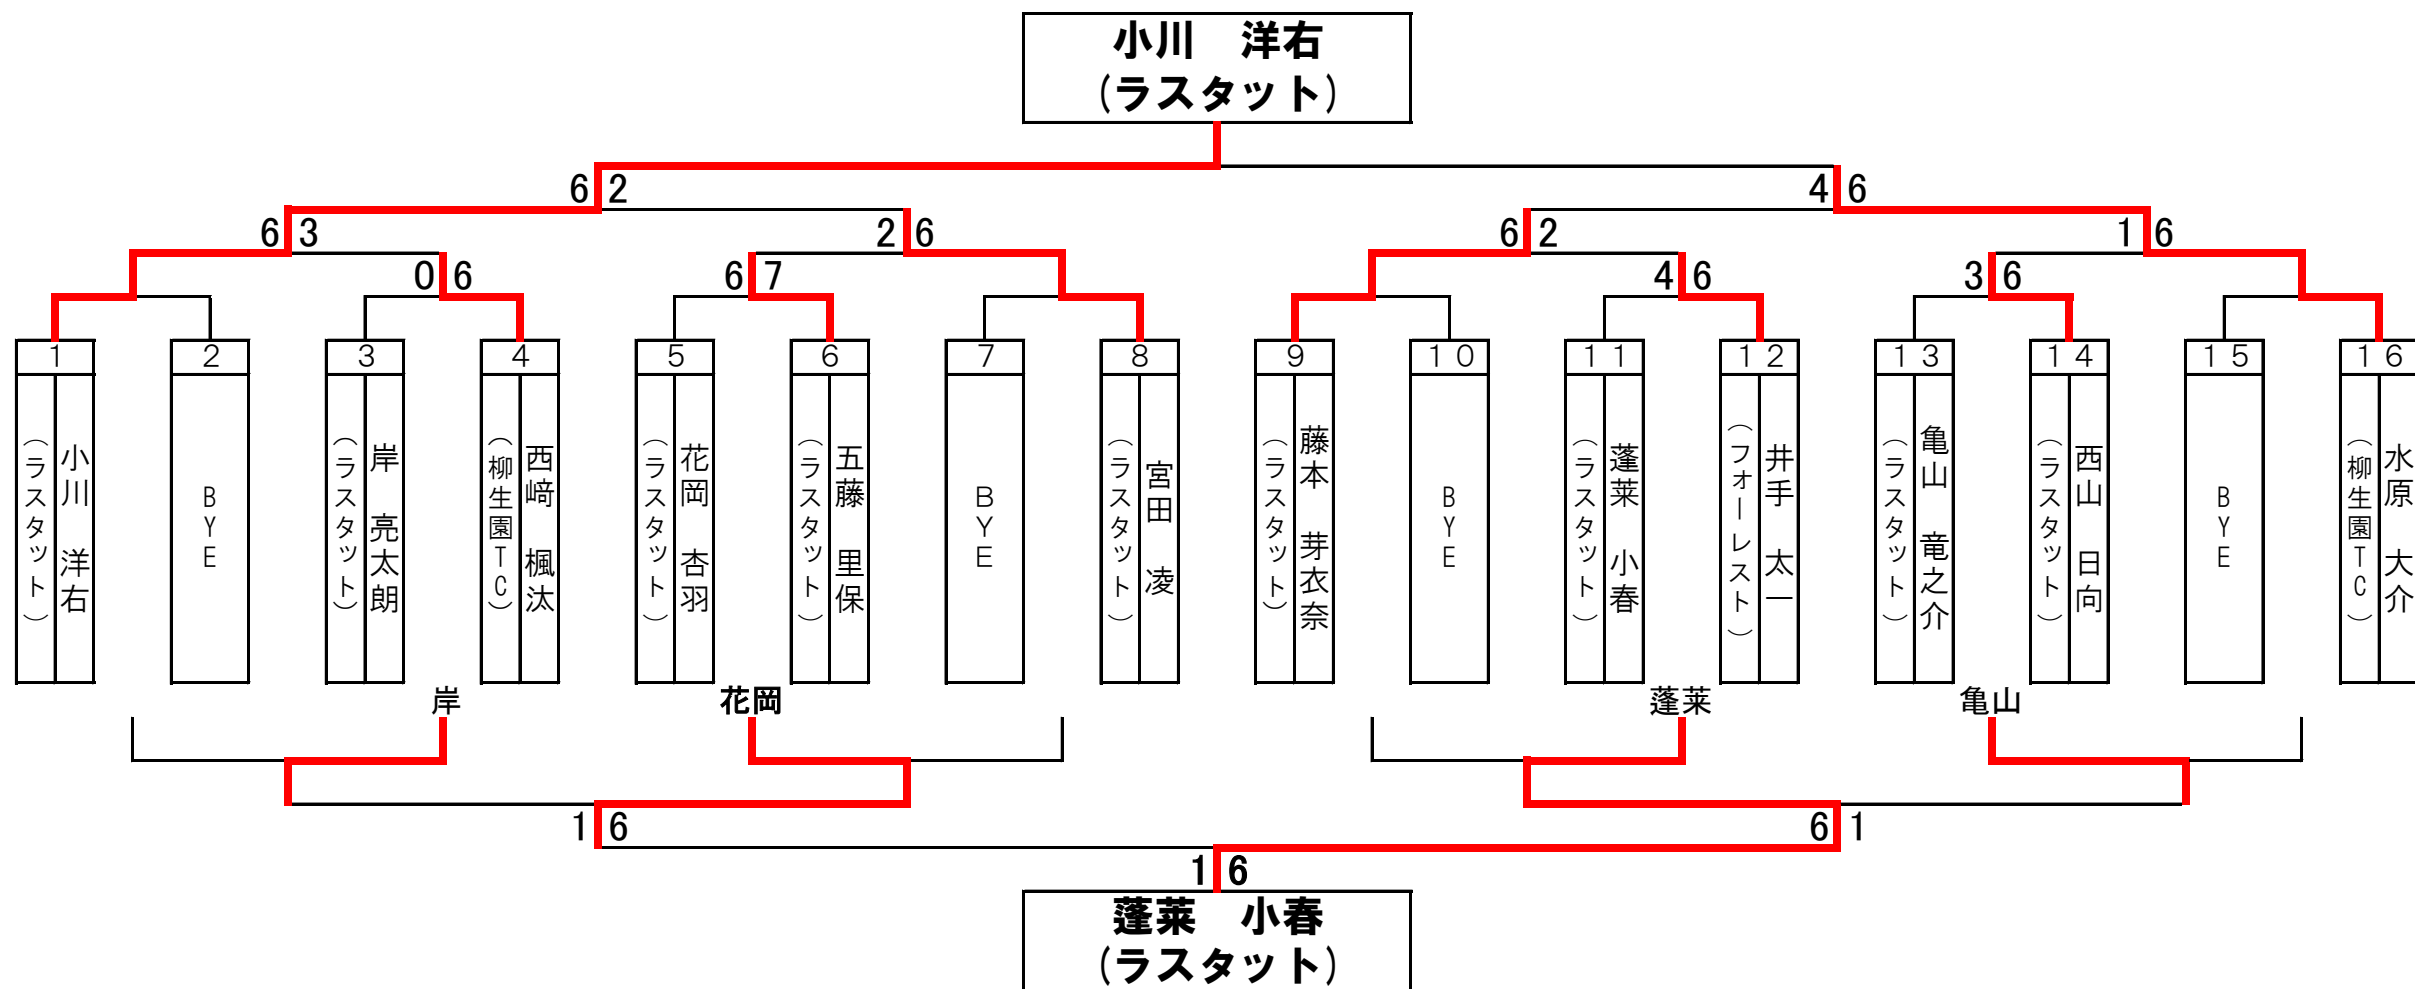 小川　洋右
(ラスタット)
6 2
4 6
6 3
2 6
6 2
1 6
0 6
6 7
4 6
3 6
1
2
3
4
5
6
7
8
9
10
11
12
13
14
15
16
小川　洋右
(ラスタット)
BYE
岸　亮太朗
(ラスタット)
西﨑　楓汰
(柳生園TC)
花岡　杏羽
(ラスタット)
五藤　里保
(ラスタット)
BYE
宮田　凌
(ラスタット)
藤本　芽衣奈
(ラスタット)
BYE
蓬莱　小春
(ラスタット)
井手　太一
(フオーレスト)
亀山　竜之介
(ラスタット)
西山　日向
(ラスタット)
BYE
水原　大介
(柳生園TC)
岸
花岡
蓬莱
亀山
1 6
6 1
1 6
蓬莱　小春
(ラスタット)